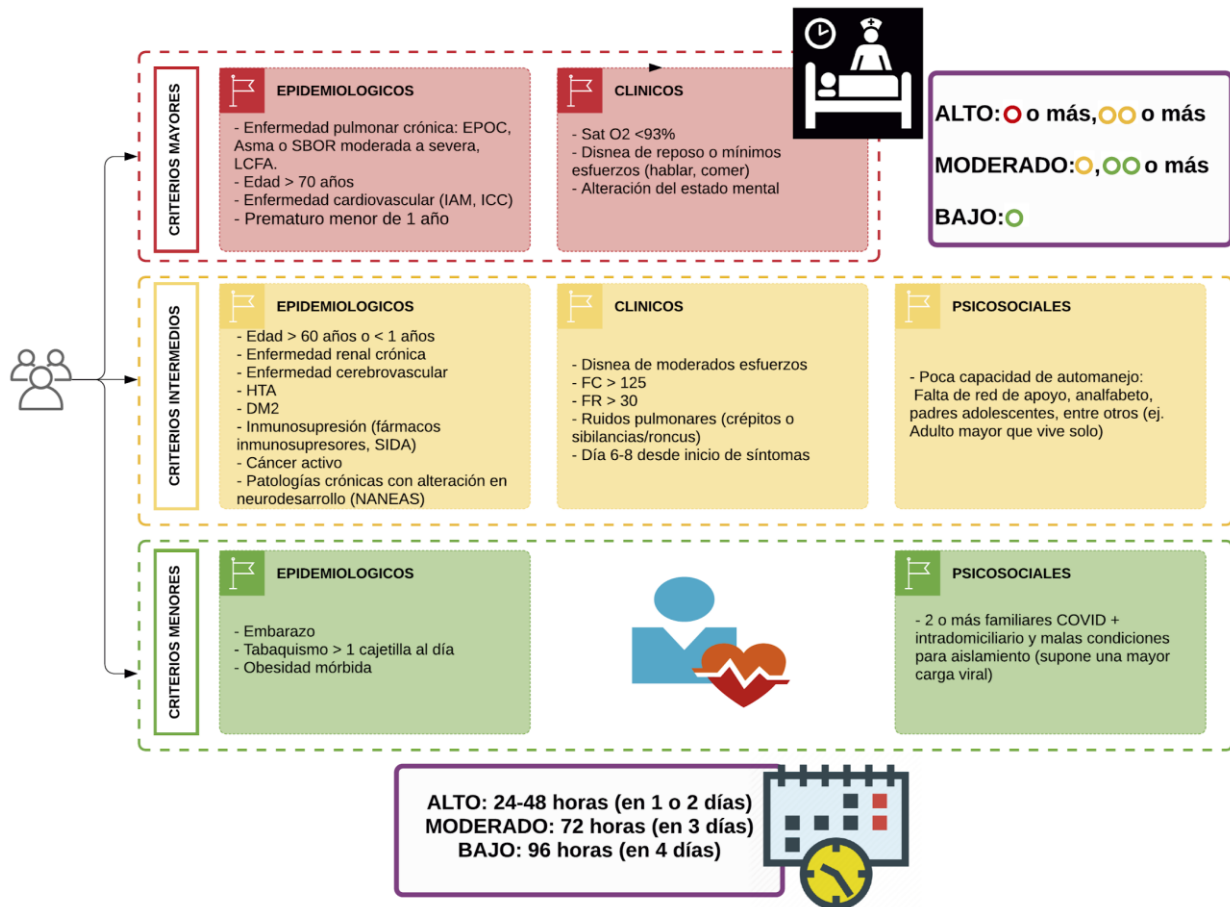 CRITERIOS MAYORES
EPIDEMIOLOGICOS
- Enfermedad pulmonar crónica: EPOC,
Asma o SBOR moderada a severa,
LCFA.
- Edad > 70 años
- Enfermedad cardiovascular (IAM, ICC)
- Prematuro menor de 1 año
CLINICOS
- Sat O2 <93%
- Disnea de reposo o mínimos
esfuerzos (hablar, comer)
- Alteración del estado mental
ALTO: o más, o más
MODERADO: , o más
BAJO:
CRITERIOS INTERMEDIOS
EPIDEMIOLOGICOS
- Edad > 60 años o < 1 años
- Enfermedad renal crónica
- Enfermedad cerebrovascular
- HTA
- DM2
- Inmunosupresión (fármacos
inmunosupresores, SIDA)
- Cáncer activo
- Patologías crónicas con alteración en
neurodesarrollo (NANEAS)
CLINICOS
- Disnea de moderados esfuerzos
- FC > 125
- FR > 30
- Ruidos pulmonares (crépitos o
sibilancias/roncus)
- Día 6-8 desde inicio de síntomas
PSICOSOCIALES
- Poca capacidad de automanejo:
Falta de red de apoyo, analfabeto,
padres adolescentes, entre otros (ej.
Adulto mayor que vive solo)
CRITERIOS MENORES
EPIDEMIOLOGICOS
- Embarazo
- Tabaquismo > 1 cajetilla al día
- Obesidad mórbida
PSICOSOCIALES
- 2 o más familiares COVID +
intradomiciliario y malas condiciones
para aislamiento (supone una mayor
carga viral)
ALTO: 24-48 horas (en 1 o 2 días)
MODERADO: 72 horas (en 3 días)
BAJO: 96 horas (en 4 días)